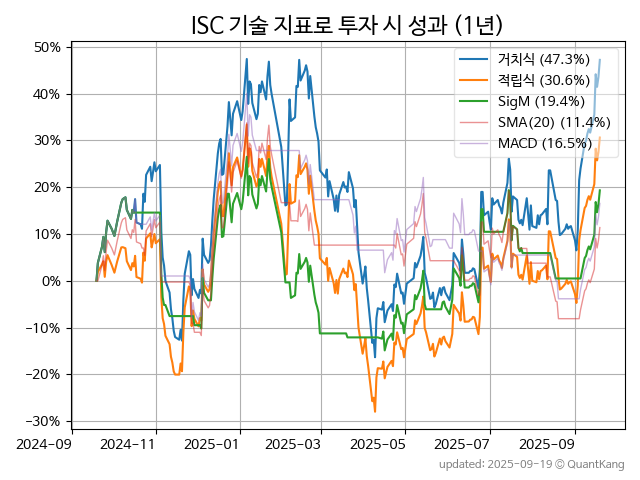 ISC 기술 지표로 투자 시 성과 (1년)
50%
40%
30%
20%
10%
0%
−10%
−20%
−30%
거치식 (47.3%)
적립식 (30.6%)
SigM (19.4%)
SMA(20) (11.4%)
MACD (16.5%)
2024-09
2024-11
2025-01
2025-03
2025-05
2025-07
2025-09
updated: 2025-09-19 © QuantKang